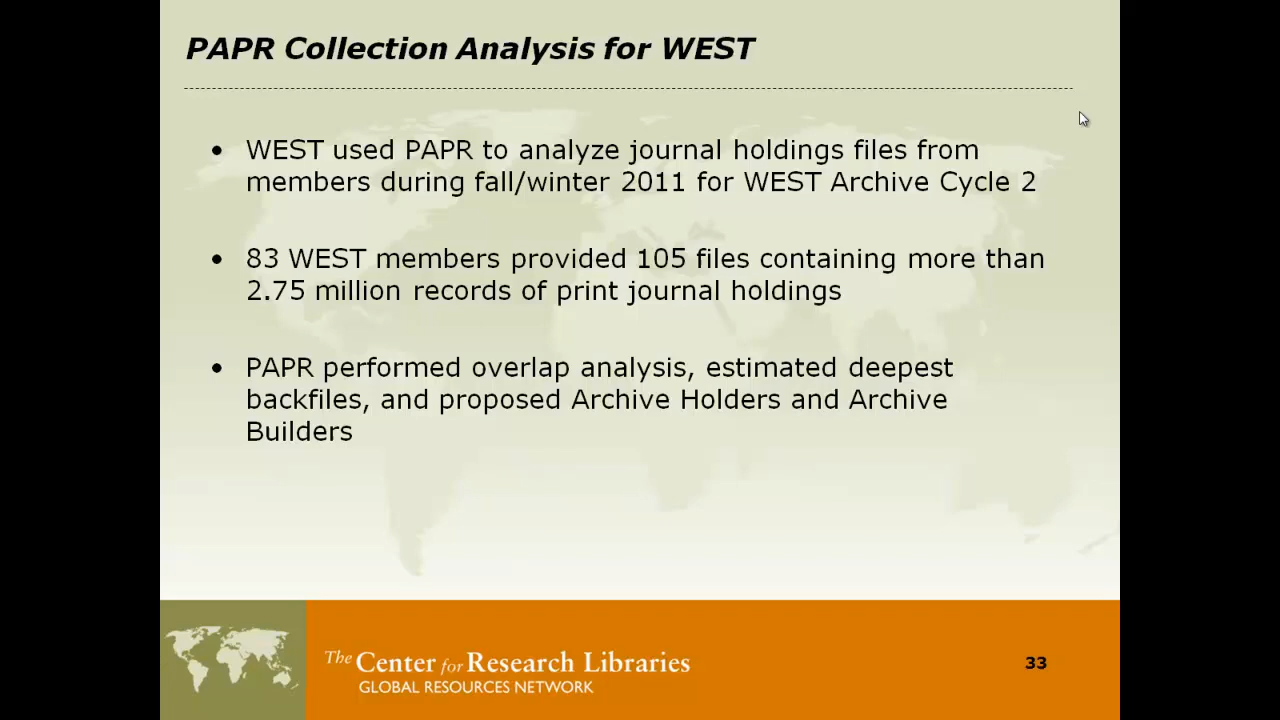 PAPR Collection Analysis for WEST
• WEST used PAPR to analyze journal holdings files from
members during fall/winter 2011 for WEST Archive Cycle 2
• 83 WEST members provided 105 files containing more than
2.75 million records of print journal holdings
• PAPR performed overlap analysis, estimated deepest
backfiles, and proposed Archive Holders and Archive
Builders
The Center for Research Libraries
GLOBAL RESOURCES NETWORK
33